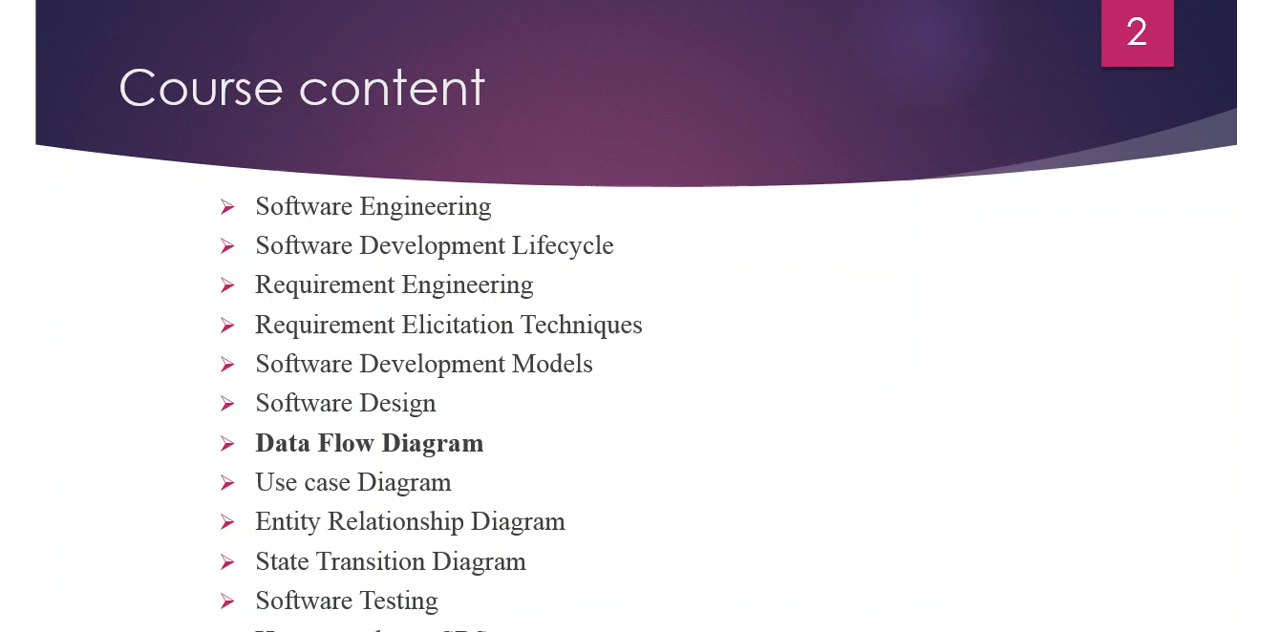 2
Course content
Software Engineering
Software Development Lifecycle
Requirement Engineering
Requirement Elicitation Techniques
Software Development Models
Software Design
Data Flow Diagram
Use case Diagram
Entity Relationship Diagram
State Transition Diagram
Software Testing